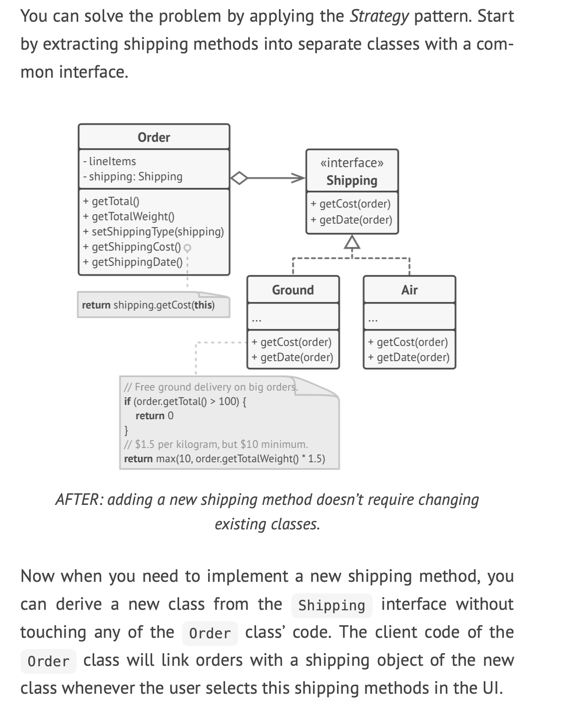 You can solve the problem by applying the Strategy pattern. Start
by extracting shipping methods into separate classes with a com-
mon interface.
Order
- lineItems
- shipping: Shipping
+ getTotal()
+ getTotalWeight()
+ setShippingType(shipping)
+ getShippingCost()
+ getShippingDate()
return shipping.getCost(this)
«interface»
Shipping
+ getCost(order)
+ getDate(order)
Ground
...
+ getCost(order)
+ getDate(order)
Air
...
+ getCost(order)
+ getDate(order)
// Free ground delivery on big orders.
if (order.getTotal() > 100) {
return 0
}
// $1.5 per kilogram, but $10 minimum.
return max(10, order.getTotalWeight() * 1.5)
AFTER: adding a new shipping method doesn't require changing
existing classes.
Now when you need to implement a new shipping method, you
can derive a new class from the Shipping interface without
touching any of the Order class' code. The client code of the
Order class will link orders with a shipping object of the new
class whenever the user selects this shipping methods in the UI.